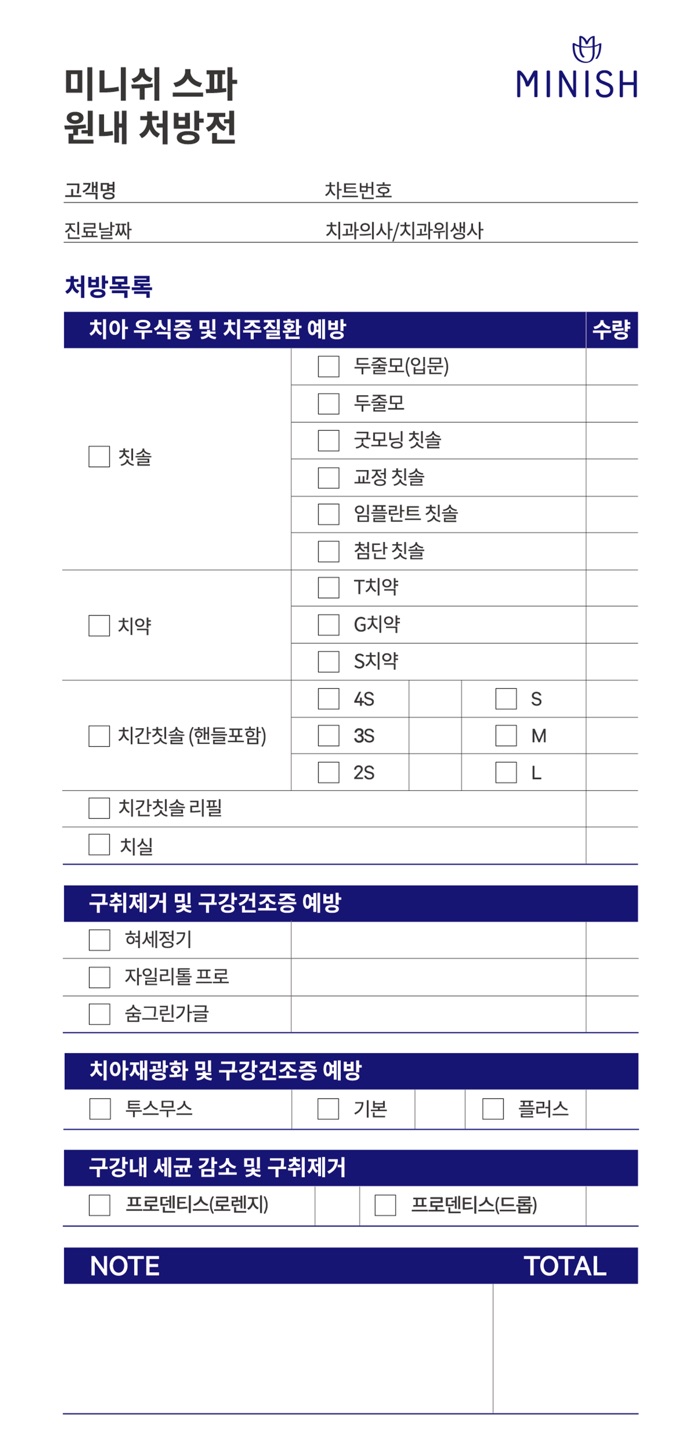 미니쉬 스파
원내 처방전
MINISH
고객명 차트번호
진료날짜 치과의사/치과위생사
처방목록
치아 우식증 및 치주질환 예방 수량
칫솔
두줄모(입문)
두줄모
굿모닝 칫솔
교정 칫솔
임플란트 칫솔
첨단 칫솔
치약
T치약
G치약
S치약
치간칫솔 (핸들포함)
4S S
3S M
2S L
치간칫솔 리필
치실
구취제거 및 구강건조증 예방
혀세정기
자일리톨 프로
숨그린가글
치아재광화 및 구강건조증 예방
투스무스 기본 플러스
구강내 세균 감소 및 구취제거
프로덴티스(로렌지) 프로덴티스(드롭)
NOTE TOTAL